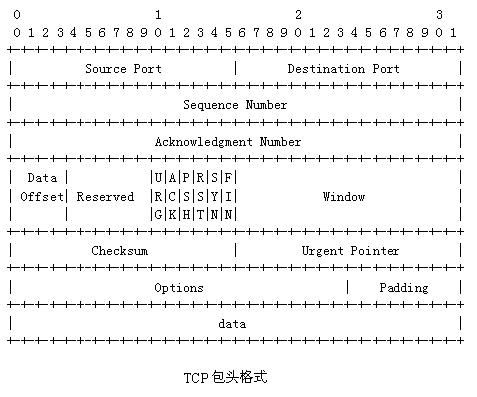 0                   1                   2                   3
0 1 2 3 4 5 6 7 8 9 0 1 2 3 4 5 6 7 8 9 0 1 2 3 4 5 6 7 8 9 0 1
+-+-+-+-+-+-+-+-+-+-+-+-+-+-+-+-+-+-+-+-+-+-+-+-+-+-+-+-+-+-+-+-+
|          Source Port          |       Destination Port        |
+-+-+-+-+-+-+-+-+-+-+-+-+-+-+-+-+-+-+-+-+-+-+-+-+-+-+-+-+-+-+-+-+
|                        Sequence Number                        |
+-+-+-+-+-+-+-+-+-+-+-+-+-+-+-+-+-+-+-+-+-+-+-+-+-+-+-+-+-+-+-+-+
|                    Acknowledgment Number                      |
+-+-+-+-+-+-+-+-+-+-+-+-+-+-+-+-+-+-+-+-+-+-+-+-+-+-+-+-+-+-+-+-+
|  Data |           |U|A|P|R|S|F|                               |
| Offset| Reserved  |R|C|S|S|Y|I|            Window             |
|       |           |G|K|H|T|N|N|                               |
+-+-+-+-+-+-+-+-+-+-+-+-+-+-+-+-+-+-+-+-+-+-+-+-+-+-+-+-+-+-+-+-+
|           Checksum            |         Urgent Pointer        |
+-+-+-+-+-+-+-+-+-+-+-+-+-+-+-+-+-+-+-+-+-+-+-+-+-+-+-+-+-+-+-+-+
|                    Options                    |    Padding    |
+-+-+-+-+-+-+-+-+-+-+-+-+-+-+-+-+-+-+-+-+-+-+-+-+-+-+-+-+-+-+-+-+
|                             data                              |
+-+-+-+-+-+-+-+-+-+-+-+-+-+-+-+-+-+-+-+-+-+-+-+-+-+-+-+-+-+-+-+-+
TCP 包头格式